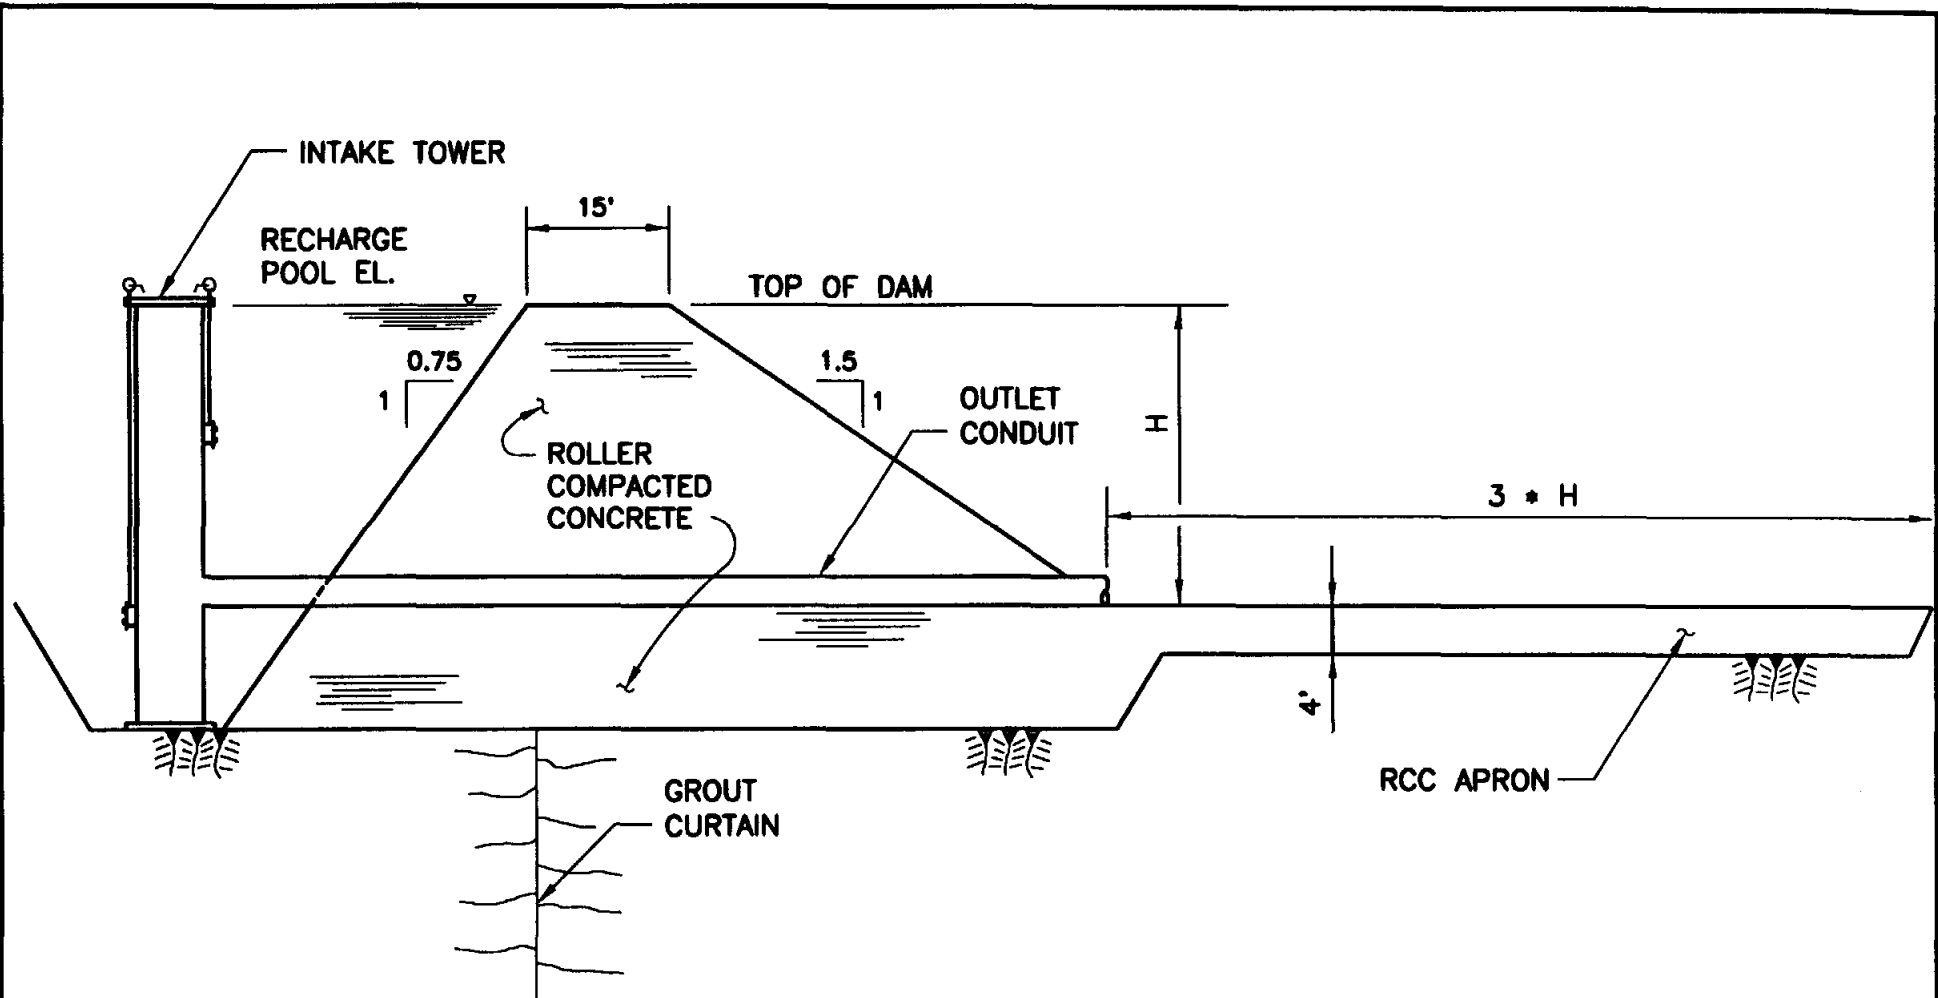 INTAKE TOWER
15'
RECHARGE
POOL EL.
TOP OF DAM
0.75
1
1.5
1
OUTLET
CONDUIT
H
ROLLER
COMPACTED
CONCRETE
3 * H
4'
RCC APRON
GROUT
CURTAIN